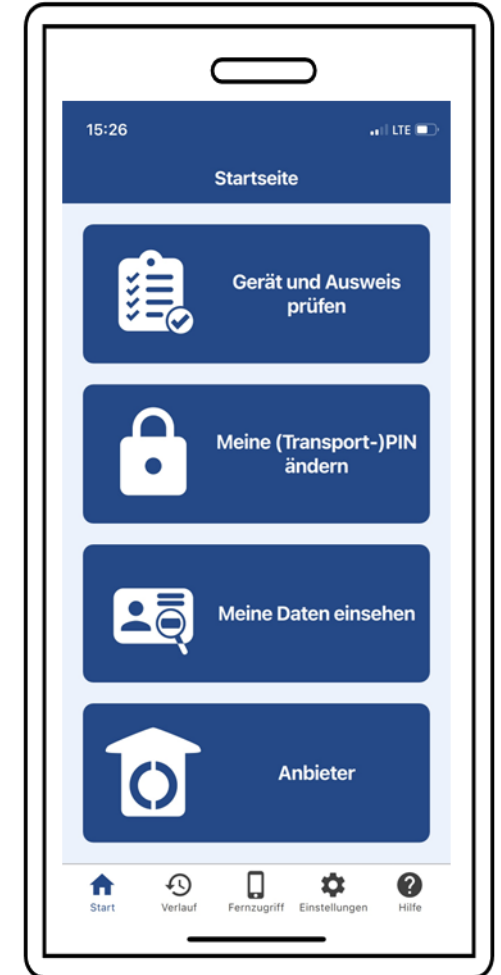 15:26
LTE
Startseite
Gerät und Ausweis
prüfen
Meine (Transport-)PIN
ändern
Meine Daten einsehen
Anbieter
Start
Verlauf
Fernzugriff
Einstellungen
Hilfe